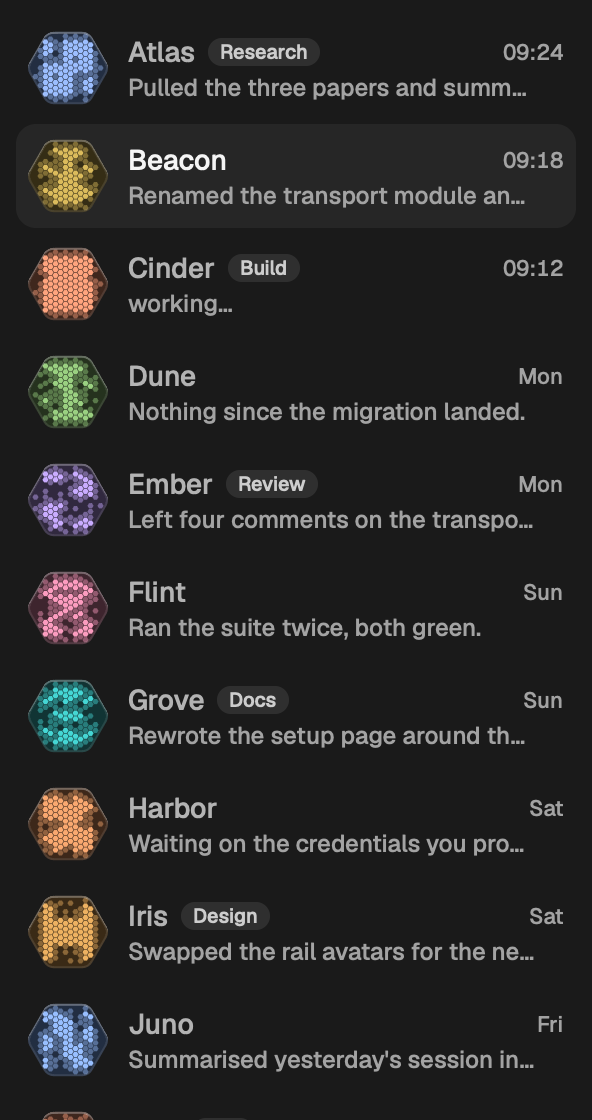 Atlas Research 09:24
Pulled the three papers and summ…
Beacon 09:18
Renamed the transport module an…
Cinder Build 09:12
working…
Dune Mon
Nothing since the migration landed.
Ember Review Mon
Left four comments on the transpo…
Flint Sun
Ran the suite twice, both green.
Grove Docs Sun
Rewrote the setup page around th…
Harbor Sat
Waiting on the credentials you pro…
Iris Design Sat
Swapped the rail avatars for the ne…
Juno Fri
Summarised yesterday's session in…